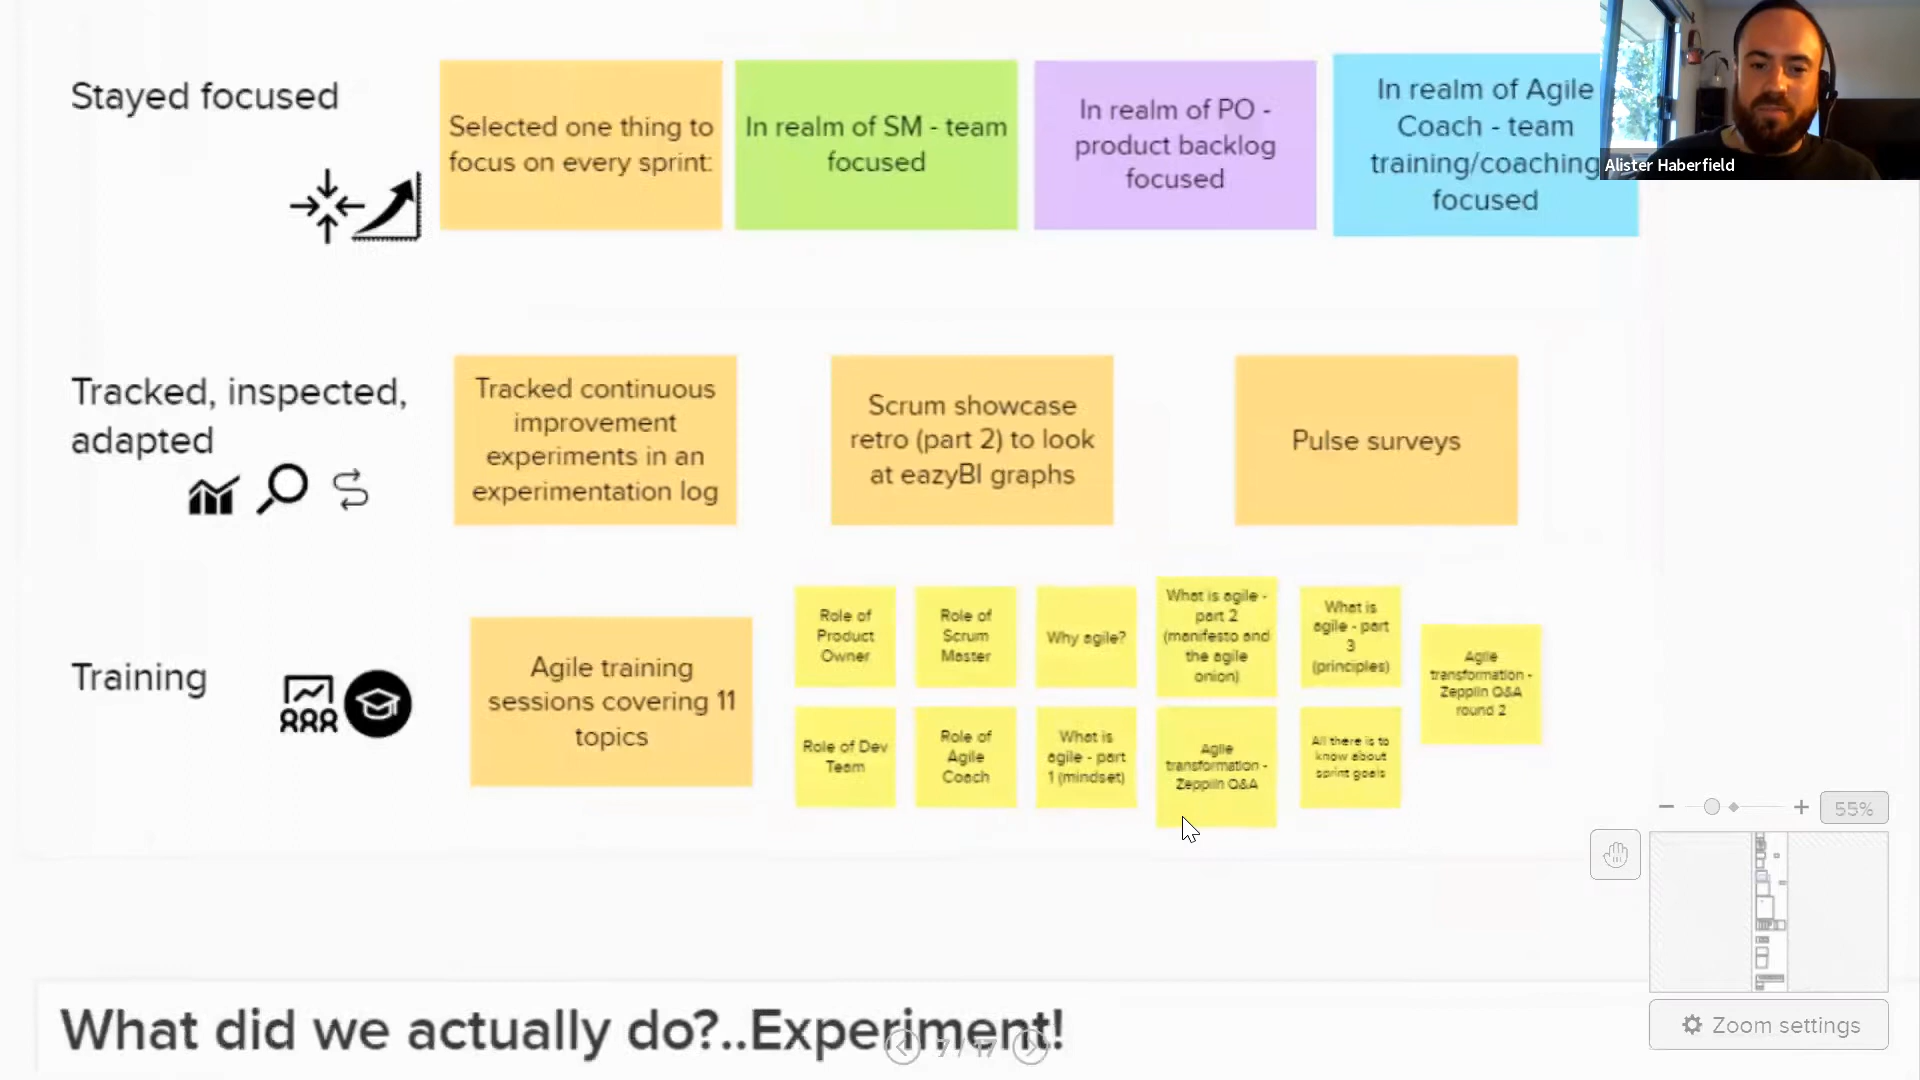 Stayed focused
Selected one thing to
focus on every sprint:
In realm of SM - team
focused
In realm of PO -
product backlog
focused
In realm of Agile
Coach - team
training/coaching
focused
Alister Haberfield
Tracked, inspected,
adapted
Tracked continuous
improvement
experiments in an
experimentation log
Scrum showcase
retro (part 2) to look
at eazyBI graphs
Pulse surveys
Training
Agile training
sessions covering 11
topics
Role of
Product
Owner
Role of
Scrum
Master
Why agile?
What is agile -
part 2
(manifesto and
the agile
onion)
What is
agile - part
3
(principles)
Agile
transformation -
Zepplin Q&A
round 2
Role of Dev
Team
Role of
Agile
Coach
What is
agile - part
1 (mindset)
Agile
transformation -
Zepplin Q&A
All there is to
know about
sprint goals
55%
Zoom settings
What did we actually do?..Experiment!
7 / 17